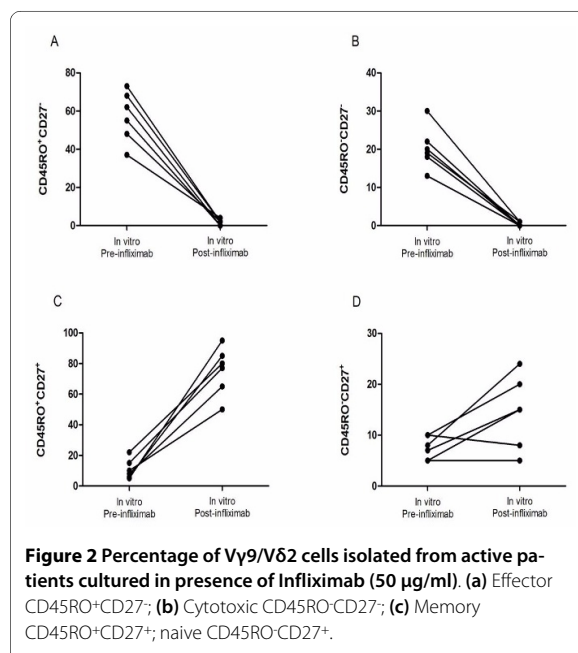 A
B
80
60
40
20
0
CD45RO⁺CD27⁻
In vitro
Pre-infliximab
In vitro
Post-infliximab
40
30
20
10
0
CD45RO⁻CD27⁻
In vitro
Pre-infliximab
In vitro
Post-infliximab
C
D
100
80
60
40
20
0
CD45RO⁺CD27⁺
In vitro
Pre-infliximab
In vitro
Post-infliximab
30
20
10
0
CD45RO⁻CD27⁺
In vitro
Pre-infliximab
In vitro
Post-infliximab
Figure 2 Percentage of Vγ9/Vδ2 cells isolated from active pa-
tients cultured in presence of Infliximab (50 μg/ml). (a) Effector
CD45RO⁺CD27⁻; (b) Cytotoxic CD45RO⁻CD27⁻; (c) Memory
CD45RO⁺CD27⁺; naive CD45RO⁻CD27⁺.